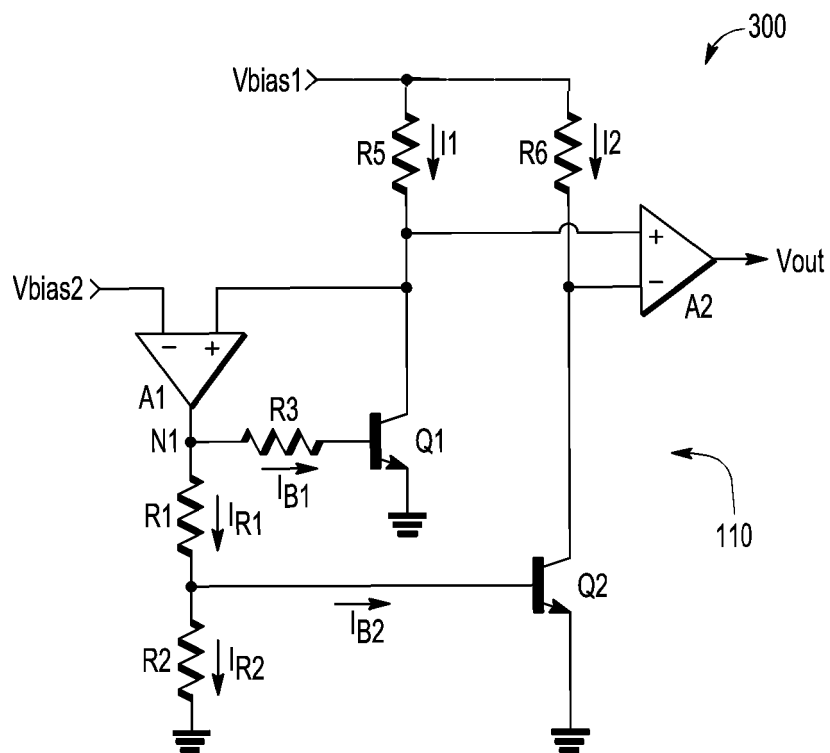 300
Vbias1
R5
I1
R6
I2
+
−
Vout
A2
Vbias2
−
+
A1
N1
R3
Q1
IB1
R1
IR1
110
Q2
IB2
R2
IR2